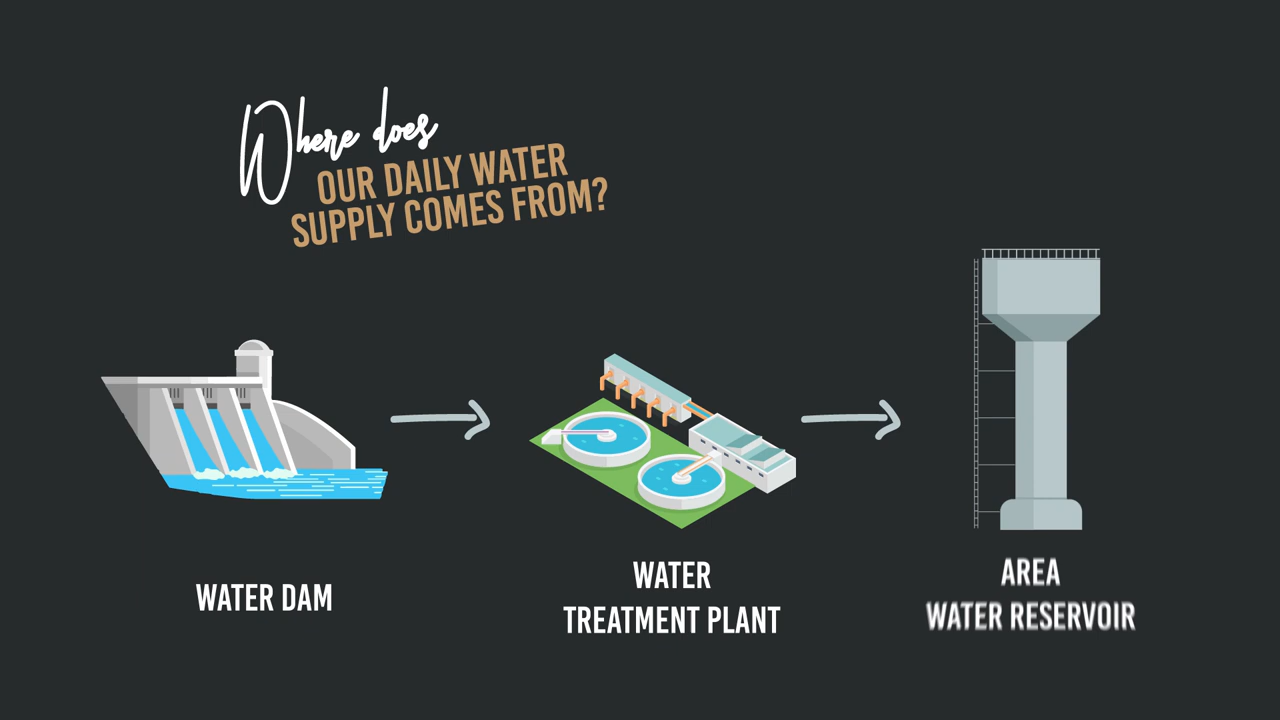 Where does
OUR DAILY WATER
SUPPLY COMES FROM?
WATER DAM
WATER
TREATMENT PLANT
AREA
WATER RESERVOIR